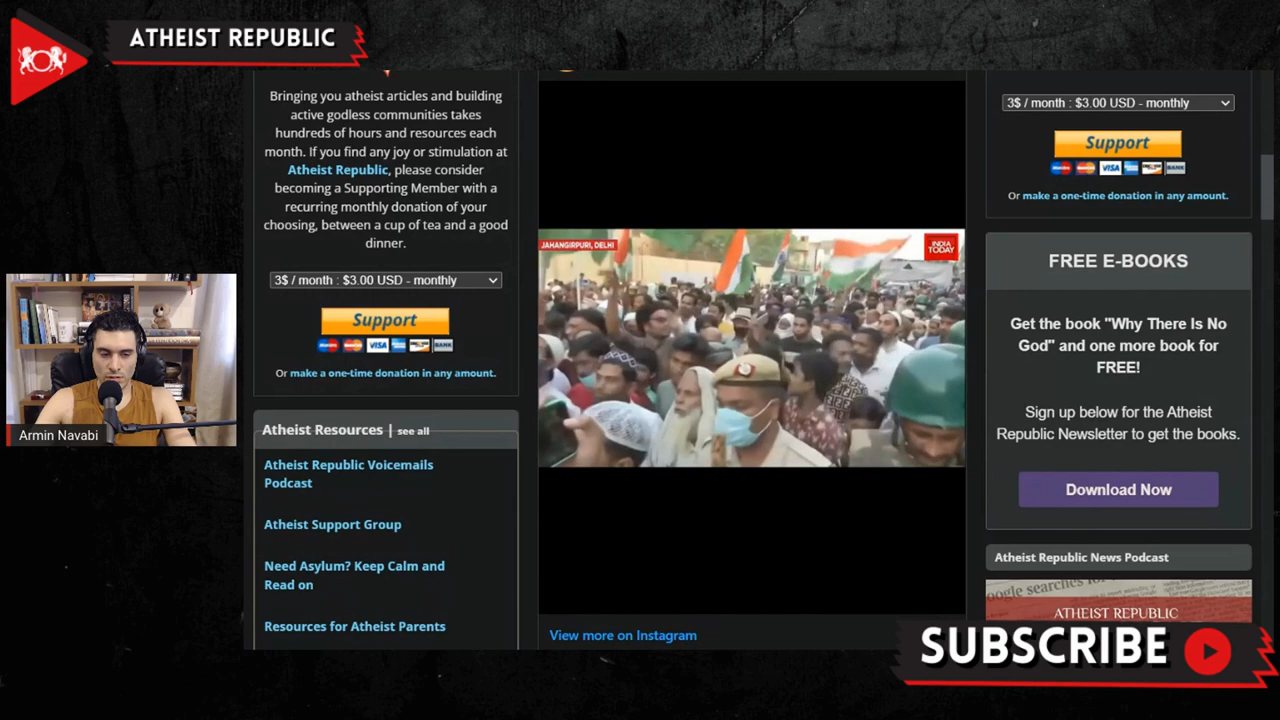 ATHEIST REPUBLIC
Bringing you atheist articles and building
active godless communities takes
hundreds of hours and resources each
month. If you find any joy or stimulation at
Atheist Republic, please consider
becoming a Supporting Member with a
recurring monthly donation of your
choosing, between a cup of tea and a good
dinner.
3$ / month : $3.00 USD - monthly
Support
VISA
BANK
Or make a one-time donation in any amount.
Atheist Resources | see all
Atheist Republic Voicemails
Podcast
Atheist Support Group
Need Asylum? Keep Calm and
Read on
Resources for Atheist Parents
Armin Navabi
JAHANGIRPURI, DELHI
INDIA
TODAY
View more on Instagram
3$ / month : $3.00 USD - monthly
Support
VISA
BANK
Or make a one-time donation in any amount.
FREE E-BOOKS
Get the book "Why There Is No
God" and one more book for
FREE!
Sign up below for the Atheist
Republic Newsletter to get the books.
Download Now
Atheist Republic News Podcast
ATHEIST REPUBLIC
SUBSCRIBE